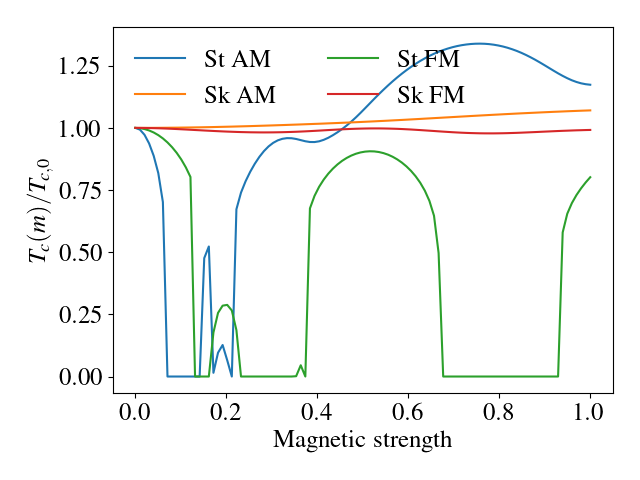 St AM
St FM
Sk AM
Sk FM
1.25
1.00
0.75
0.50
0.25
0.00
T_c(m)/T_{c,0}
0.0 0.2 0.4 0.6 0.8 1.0
Magnetic strength